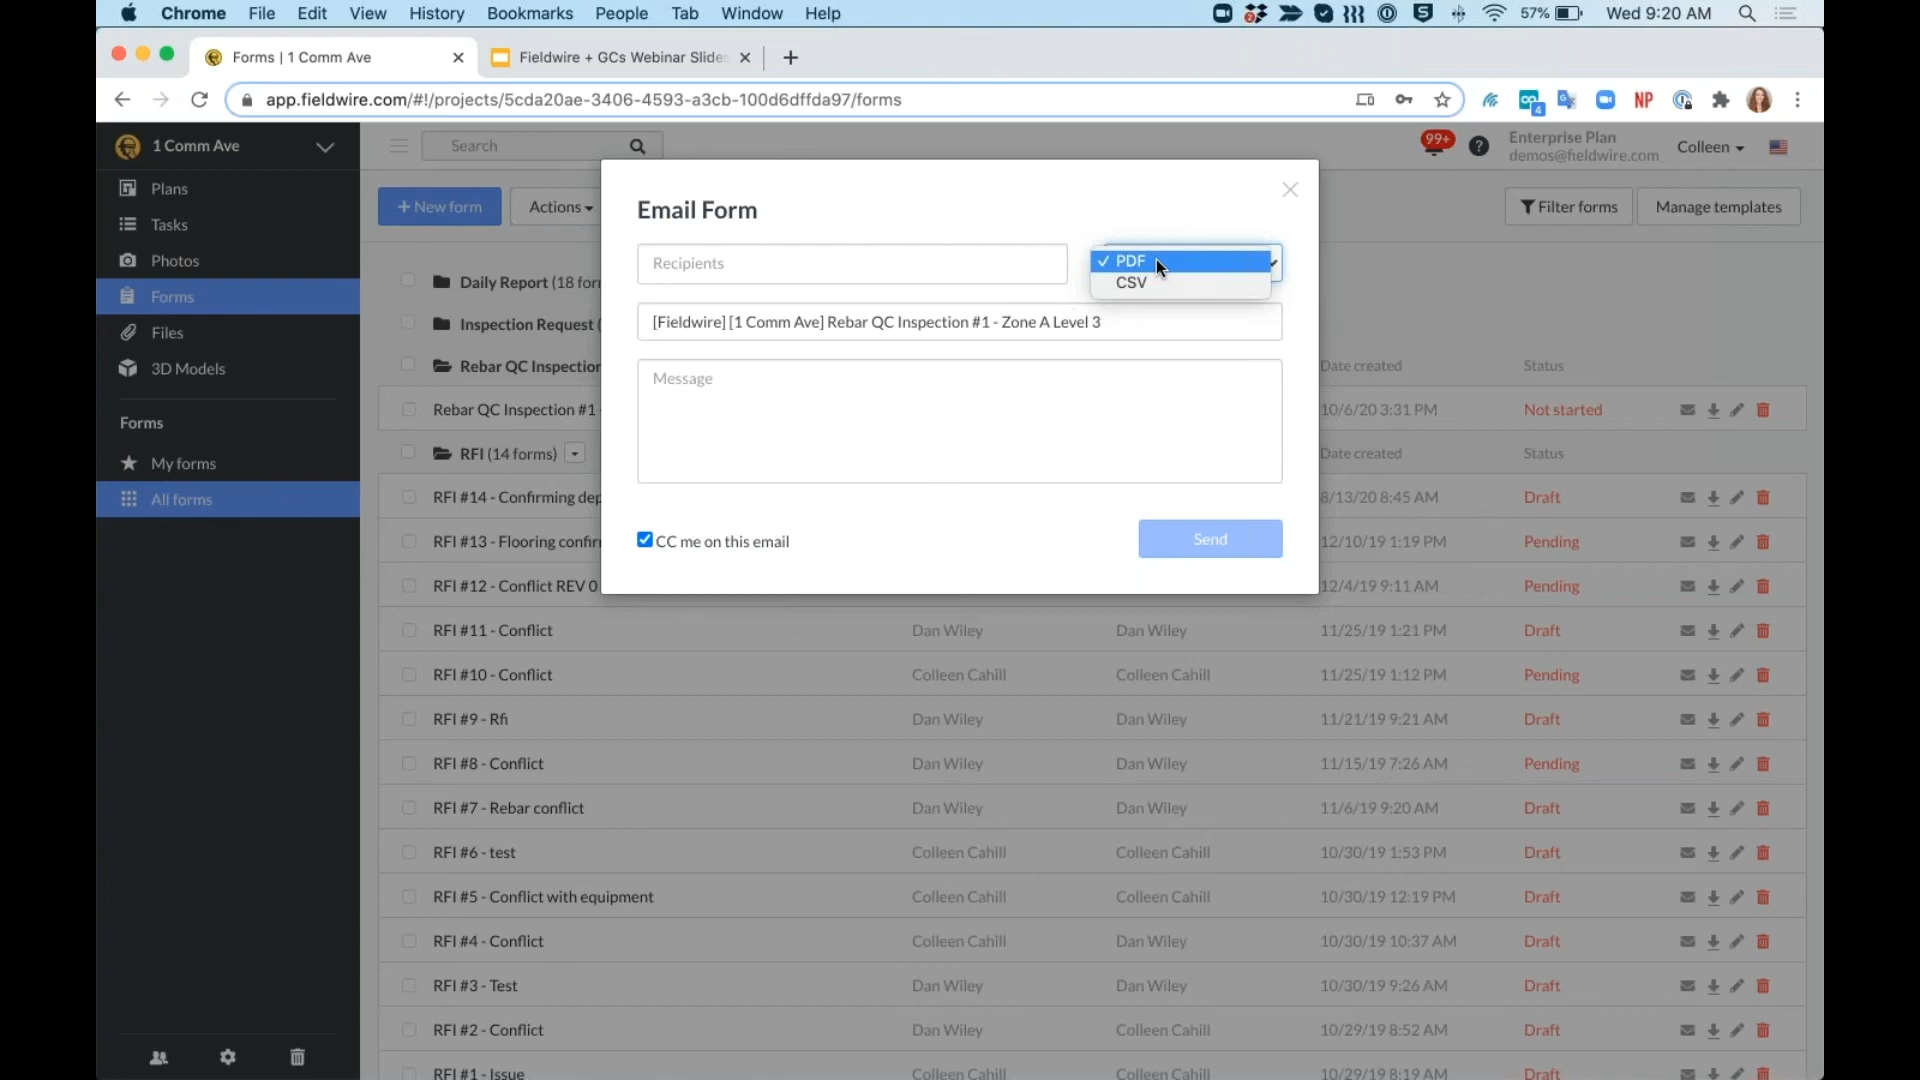 Chrome File Edit View History Bookmarks People Tab Window Help 57% Wed 9:20 AM
Forms | 1 Comm Ave
Fieldwire + GCs Webinar Slides
app.fieldwire.com/#!/projects/5cda20ae-3406-4593-a3cb-100d6dffda97/forms
4
NP
1 Comm Ave
Search
99+
Enterprise Plan
demos@fieldwire.com
Colleen
Plans
Tasks
Photos
Forms
Files
3D Models
Forms
My forms
All forms
+ New form
Actions
Filter forms
Manage templates
Email Form
Recipients
PDF
CSV
[Fieldwire] [1 Comm Ave] Rebar QC Inspection #1 - Zone A Level 3
Message
CC me on this email
Send
Daily Report (18 for
Inspection Request (
Rebar QC Inspection Date created Status
Rebar QC Inspection #1 - 10/6/20 3:31 PM Not started
RFI (14 forms) Date created Status
RFI #14 - Confirming dep 8/13/20 8:45 AM Draft
RFI #13 - Flooring confir 12/10/19 1:19 PM Pending
RFI #12 - Conflict REV 0 12/4/19 9:11 AM Pending
RFI #11 - Conflict Dan Wiley Dan Wiley 11/25/19 1:21 PM Draft
RFI #10 - Conflict Colleen Cahill Colleen Cahill 11/25/19 1:12 PM Pending
RFI #9 - Rfi Dan Wiley Dan Wiley 11/21/19 9:21 AM Draft
RFI #8 - Conflict Dan Wiley Dan Wiley 11/15/19 7:26 AM Pending
RFI #7 - Rebar conflict Dan Wiley Dan Wiley 11/6/19 9:20 AM Draft
RFI #6 - test Colleen Cahill Colleen Cahill 10/30/19 1:53 PM Draft
RFI #5 - Conflict with equipment Colleen Cahill Colleen Cahill 10/30/19 12:19 PM Draft
RFI #4 - Conflict Colleen Cahill Dan Wiley 10/30/19 10:37 AM Draft
RFI #3 - Test Dan Wiley Dan Wiley 10/30/19 9:26 AM Draft
RFI #2 - Conflict Dan Wiley Colleen Cahill 10/29/19 8:52 AM Draft
RFI #1 - Issue Colleen Cahill Colleen Cahill 10/29/19 8:19 AM Draft